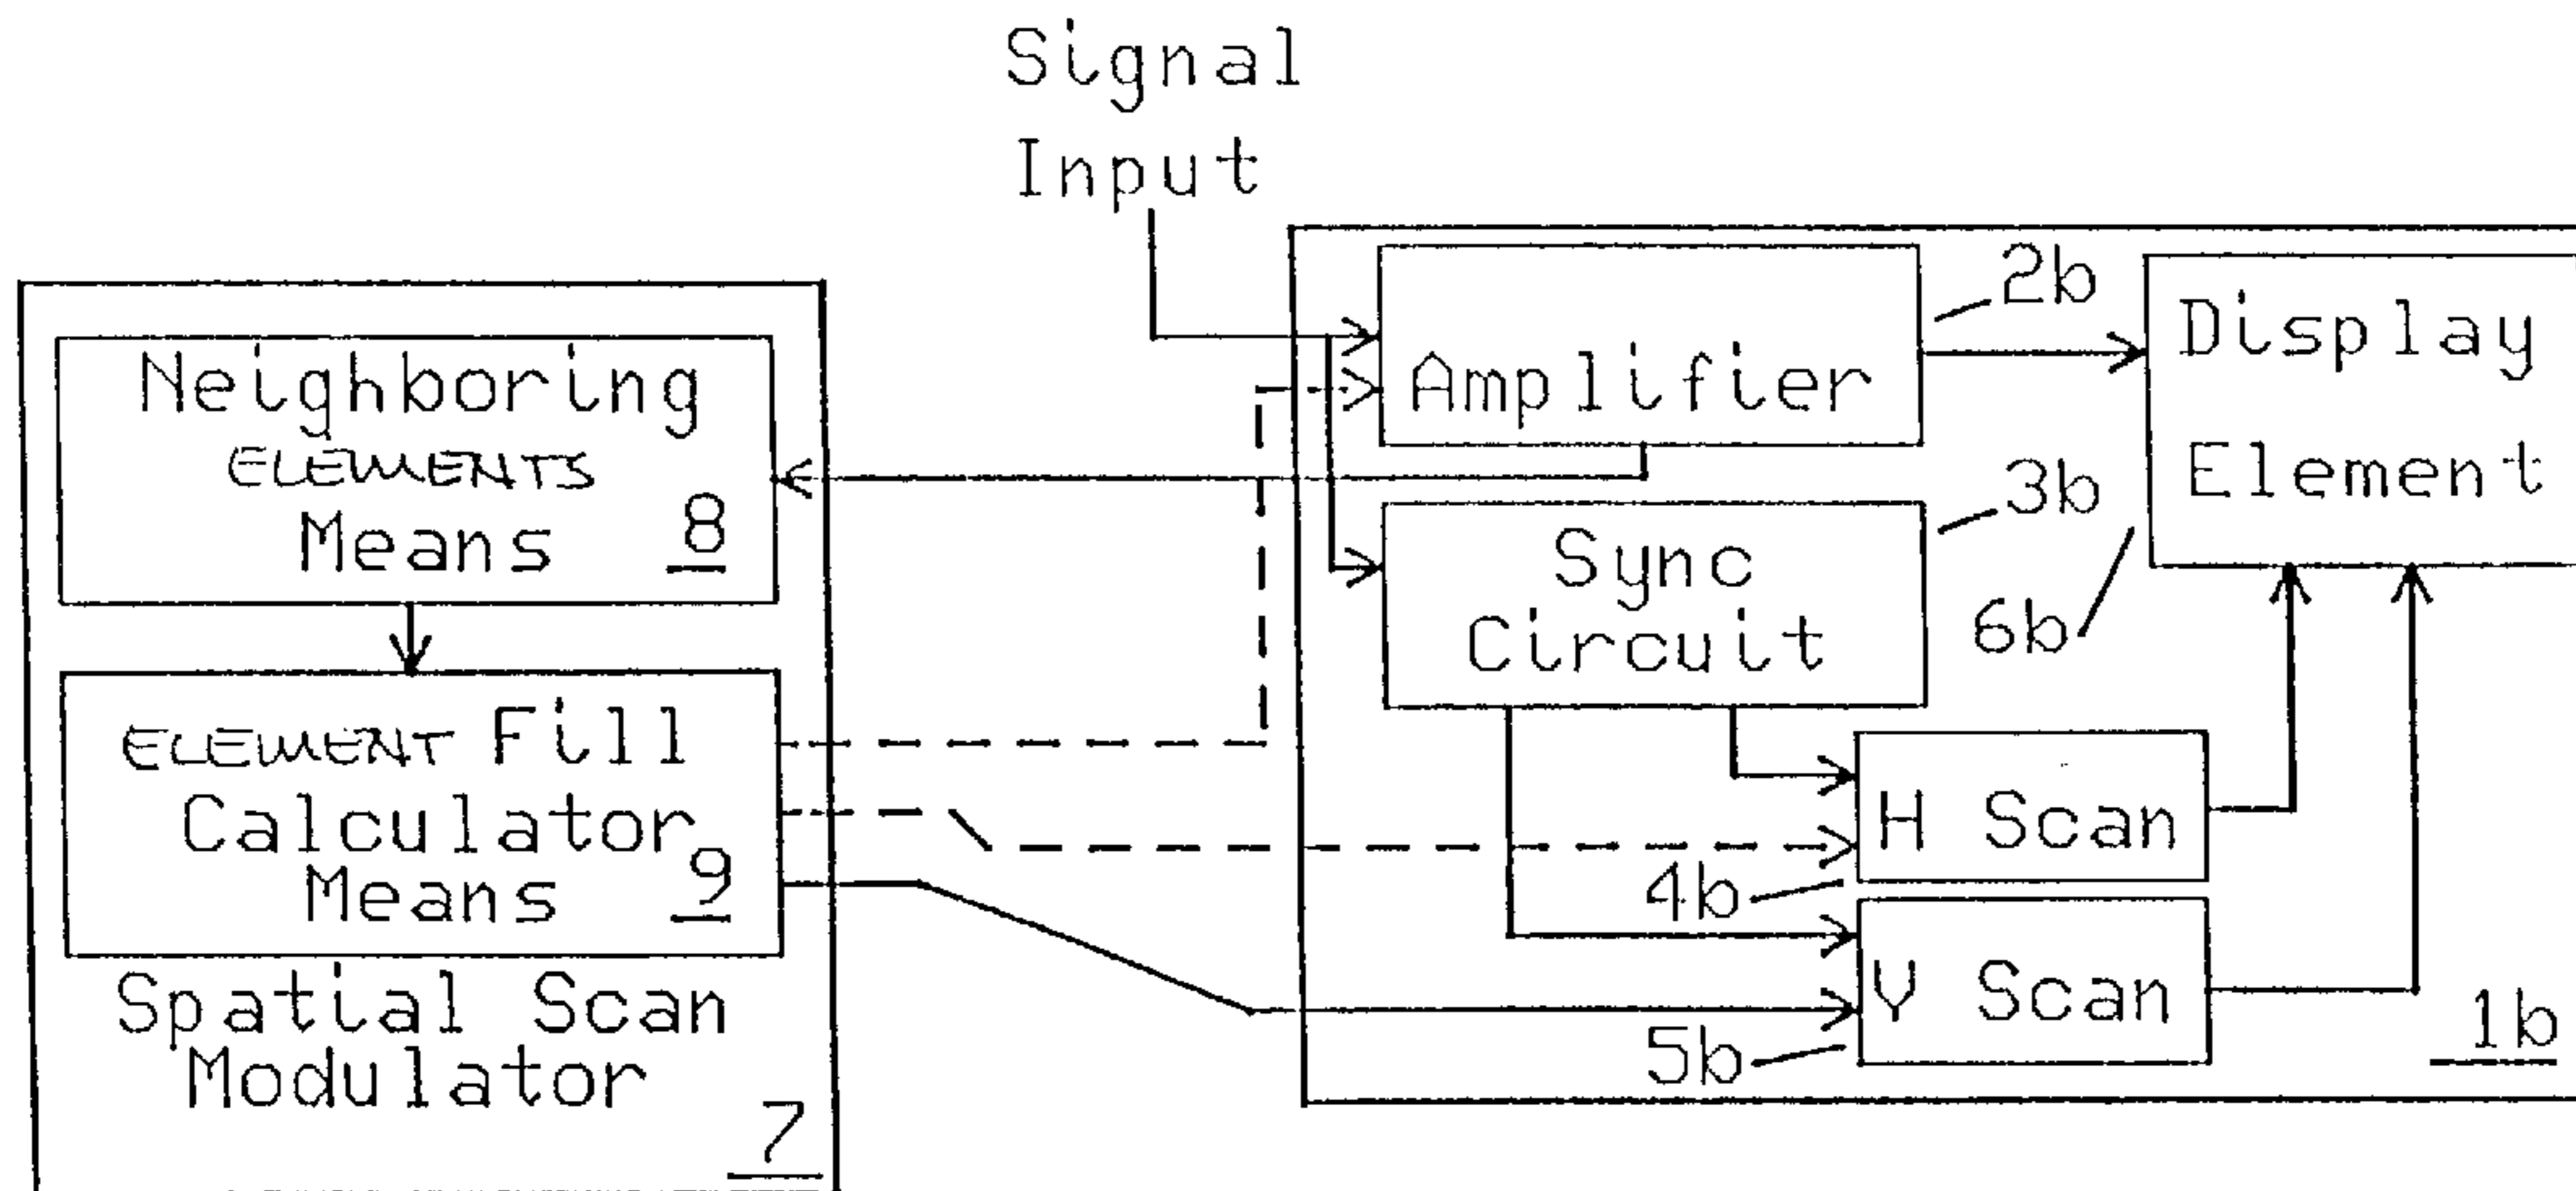 Signal
Input
Neighboring
ELEMENTS
Means 8
ELEMENT Fill
Calculator
Means 9
Spatial Scan
Modulator
7
Amplifier
2b
Sync
Circuit
3b
Display
Element
6b
H Scan
4b
V Scan
5b
1b